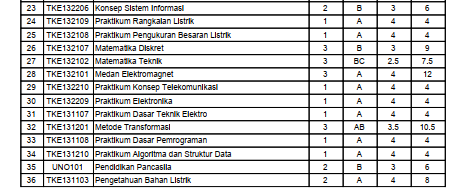 23 TKE132206 Konsep Sistem Informasi 2 B 3 6
24 TKE132109 Praktikum Rangkaian Listrik 1 A 4 4
25 TKE132108 Praktikum Pengukuran Besaran Listrik 1 A 4 4
26 TKE132107 Matematika Diskret 3 B 3 9
27 TKE132102 Matematika Teknik 3 BC 2.5 7.5
28 TKE132101 Medan Elektromagnet 3 A 4 12
29 TKE132210 Praktikum Konsep Telekomunikasi 1 A 4 4
30 TKE132209 Praktikum Elektronika 1 A 4 4
31 TKE131107 Praktikum Dasar Teknik Elektro 1 A 4 4
32 TKE131201 Metode Transformasi 3 AB 3.5 10.5
33 TKE131108 Praktikum Dasar Pemrograman 1 A 4 4
34 TKE131210 Praktikum Algoritma dan Struktur Data 1 A 4 4
35 UNO101 Pendidikan Pancasila 2 B 3 6
36 TKE131103 Pengetahuan Bahan Listrik 2 A 4 8